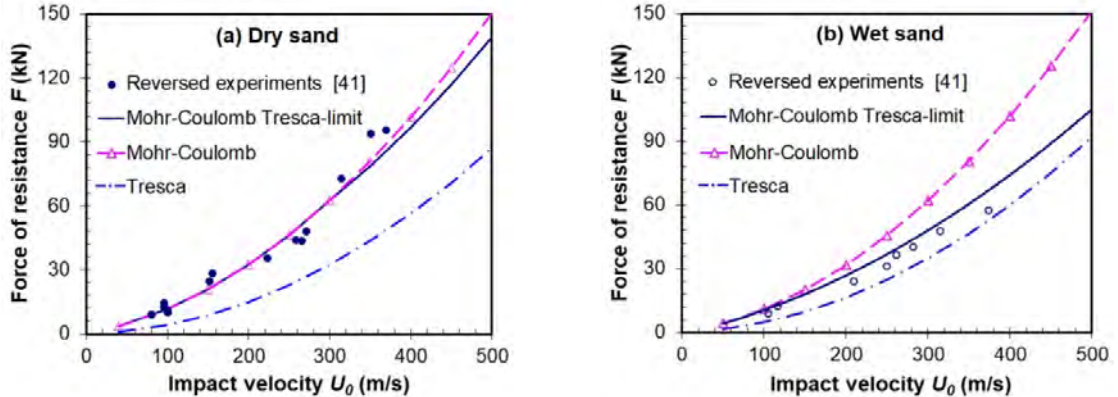 (a) Dry sand
Force of resistance F (kN)
150
120
90
60
30
0
Reversed experiments [41]
Mohr-Coulomb Tresca-limit
Mohr-Coulomb
Tresca
0 100 200 300 400 500
Impact velocity U0 (m/s)
(b) Wet sand
Force of resistance F (kN)
150
120
90
60
30
0
Reversed experiments [41]
Mohr-Coulomb Tresca-limit
Mohr-Coulomb
Tresca
0 100 200 300 400 500
Impact velocity U0 (m/s)